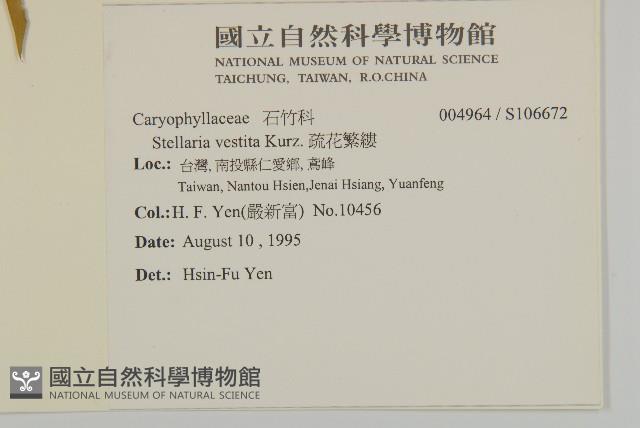 國立自然科學博物館
NATIONAL MUSEUM OF NATURAL SCIENCE
TAICHUNG, TAIWAN, R.O.CHINA
Caryophyllaceae 石竹科 004964 / S106672
Stellaria vestita Kurz. 疏花繁縷
Loc.: 台灣, 南投縣仁愛鄉, 鳶峰
Taiwan, Nantou Hsien,Jenai Hsiang, Yuanfeng
Col.:H. F. Yen(嚴新富) No.10456
Date: August 10 , 1995
Det.: Hsin-Fu Yen
國立自然科學博物館
NATIONAL MUSEUM OF NATURAL SCIENCE